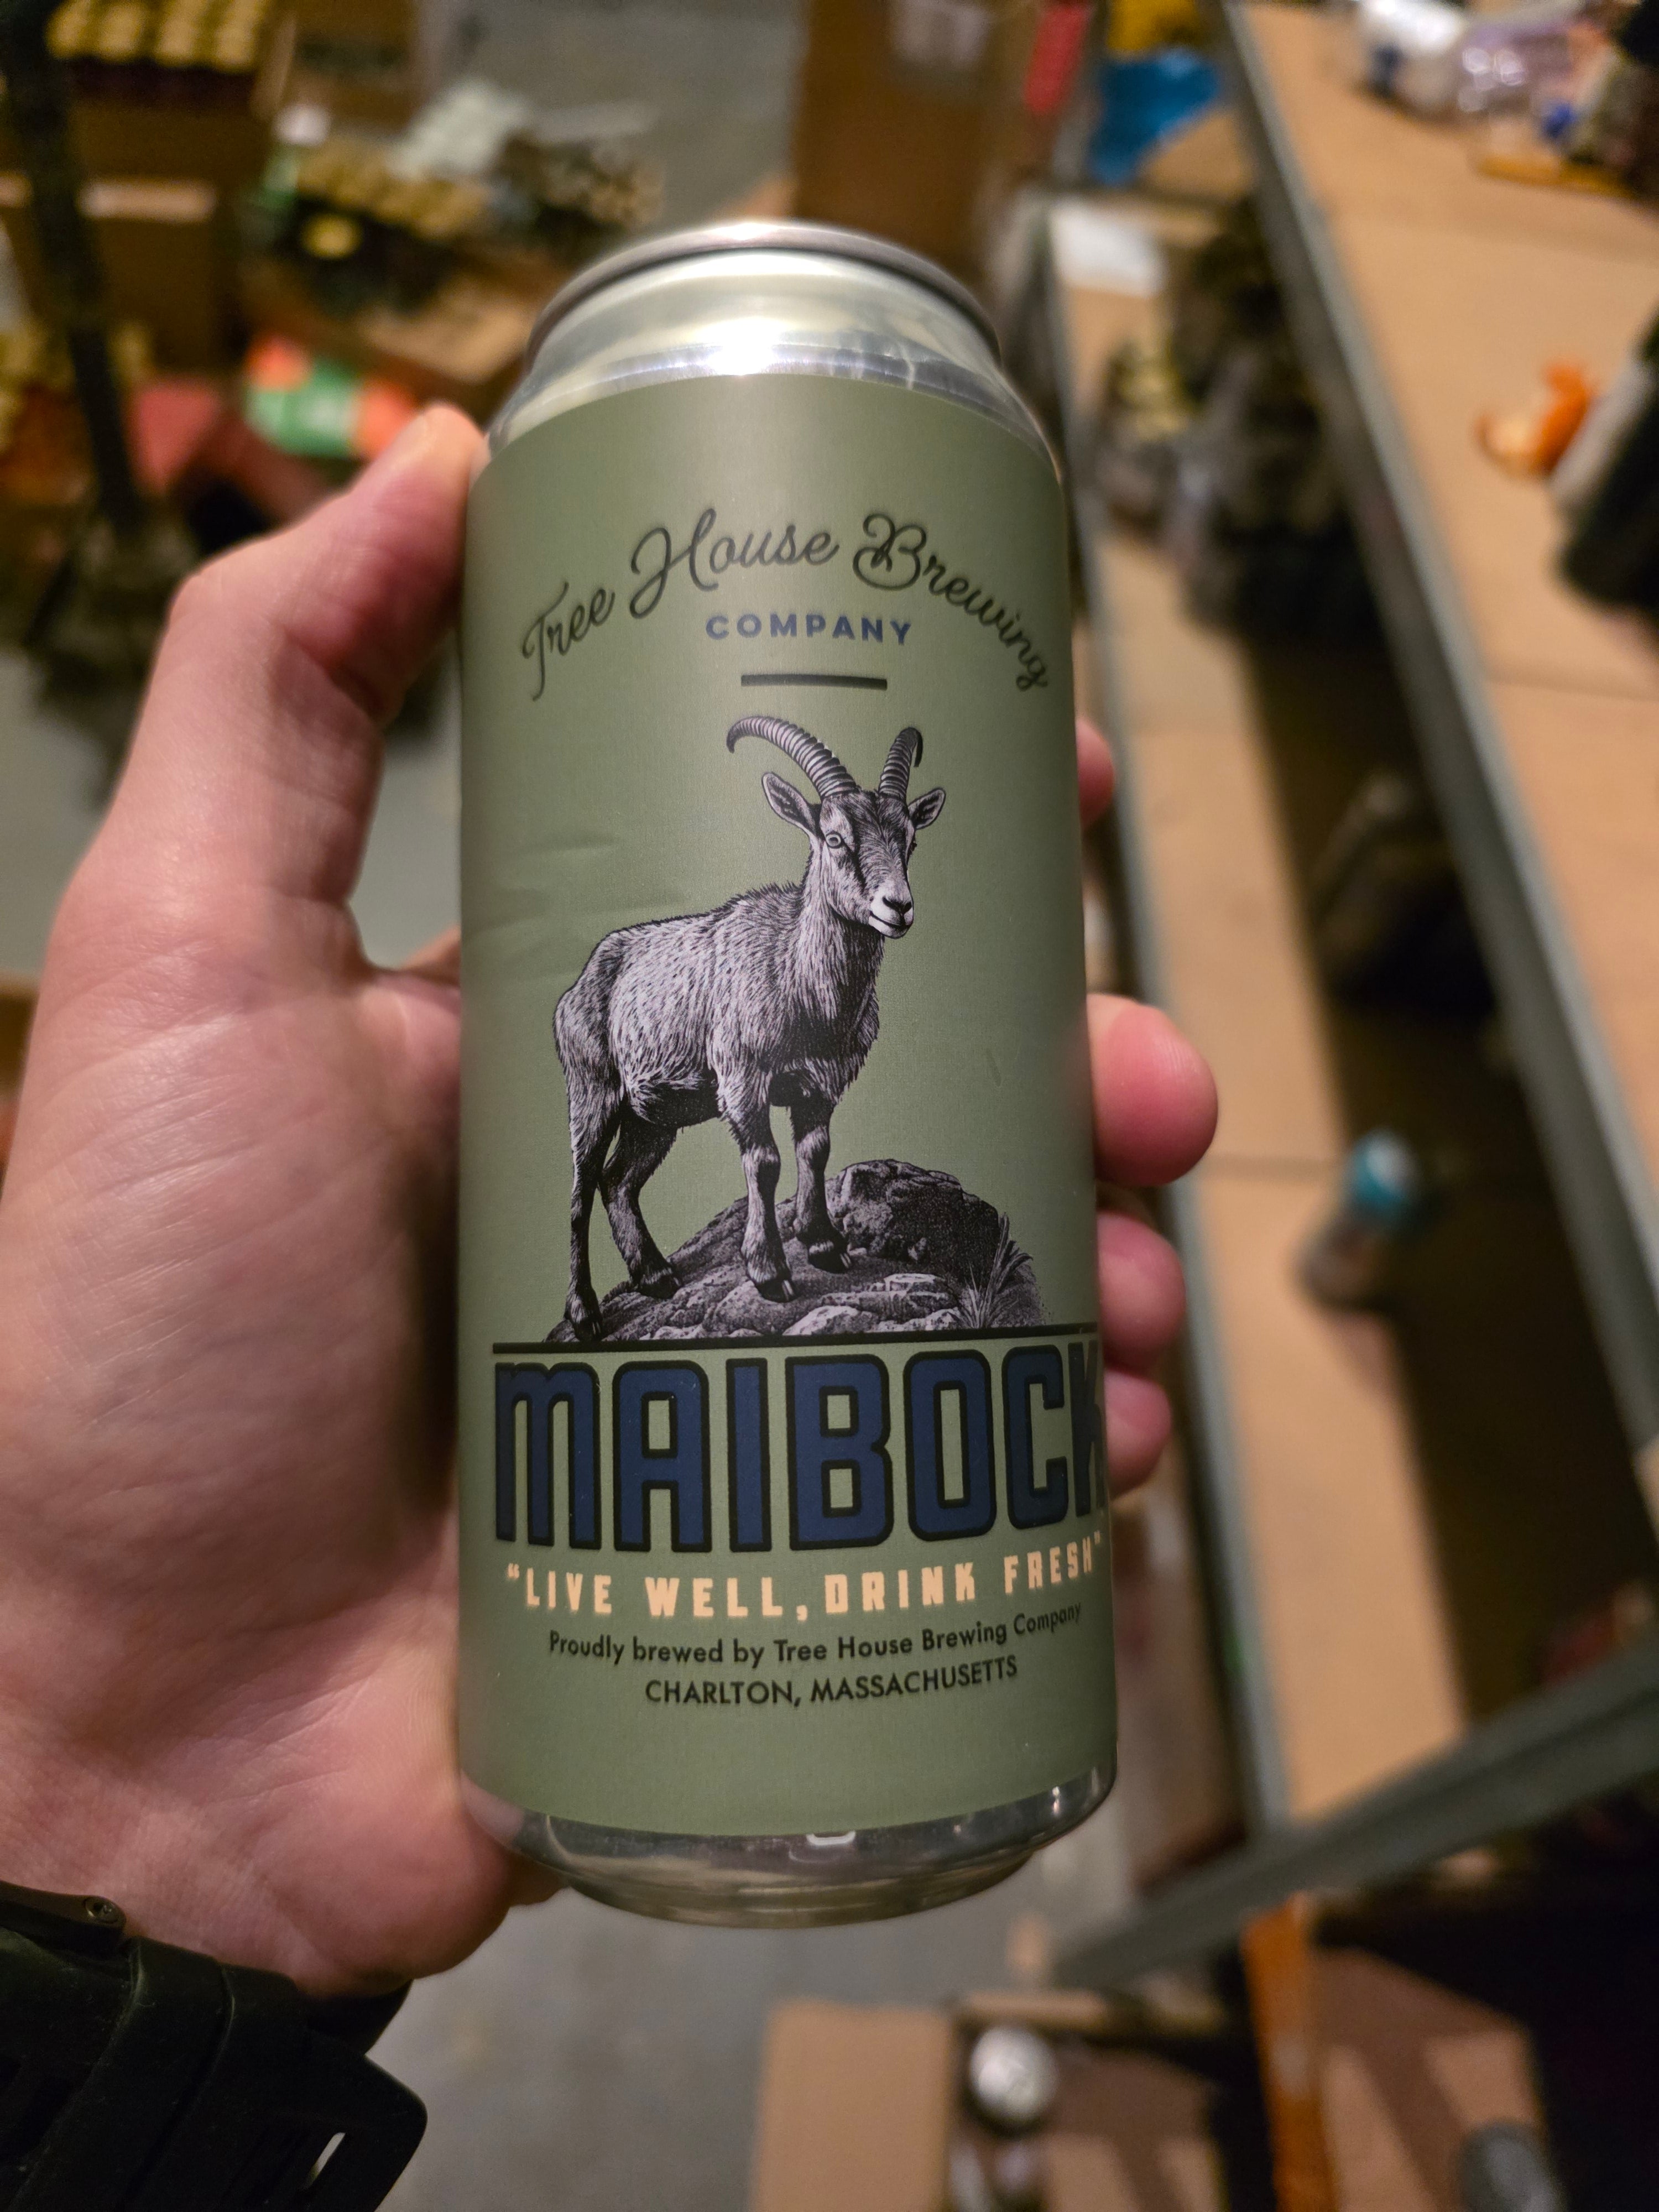 Tree House Brewing
COMPANY
MAIBOCK
"LIVE WELL, DRINK FRESH"
Proudly brewed by Tree House Brewing Company
CHARLTON, MASSACHUSETTS